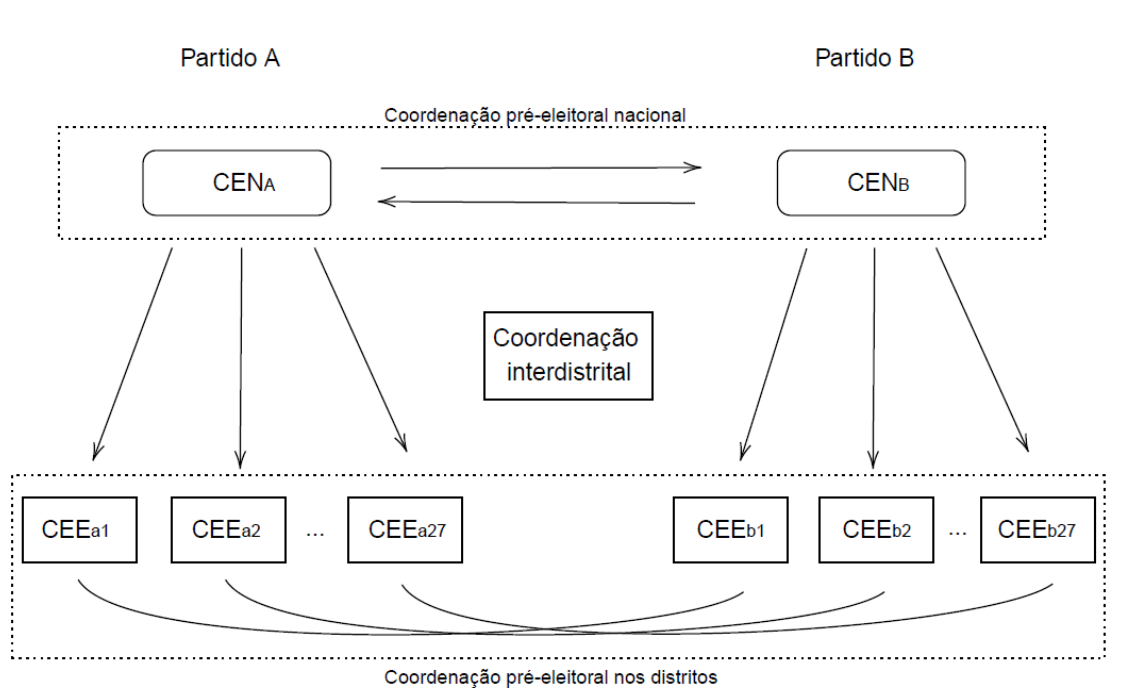 Partido A
Partido B
Coordenação pré-eleitoral nacional
CENA
CENB
Coordenação
interdistrital
CEEa1
CEEa2
...
CEEa27
CEEb1
CEEb2
...
CEEb27
Coordenação pré-eleitoral nos distritos